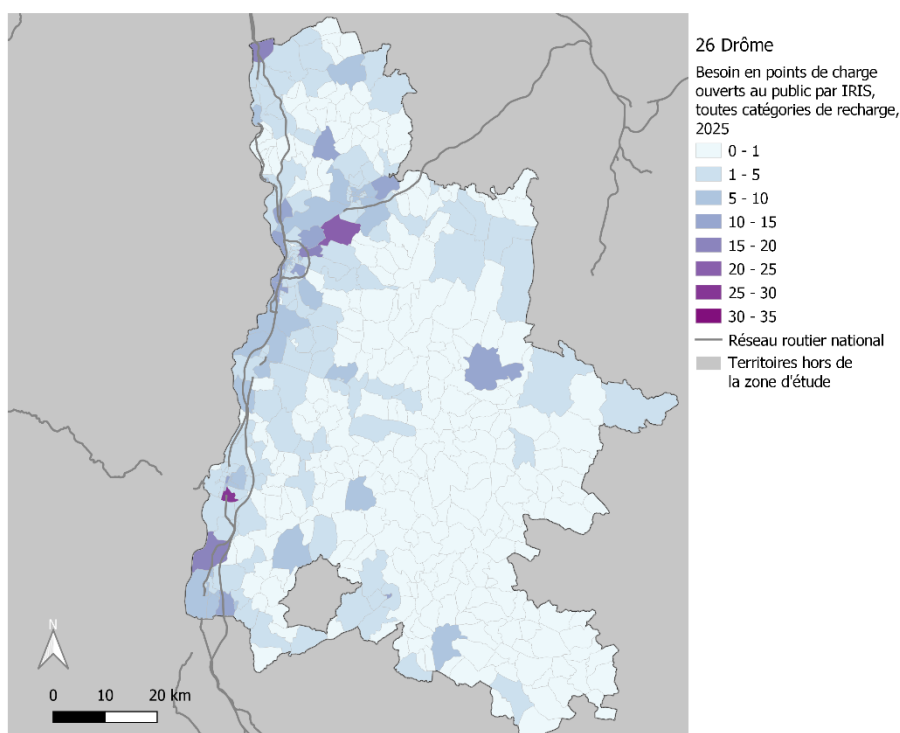 26 Drôme
Besoin en points de charge
ouverts au public par IRIS,
toutes catégories de recharge,
2025
0 - 1
1 - 5
5 - 10
10 - 15
15 - 20
20 - 25
25 - 30
30 - 35
Réseau routier national
Territoires hors de
la zone d'étude
N
0 10 20 km